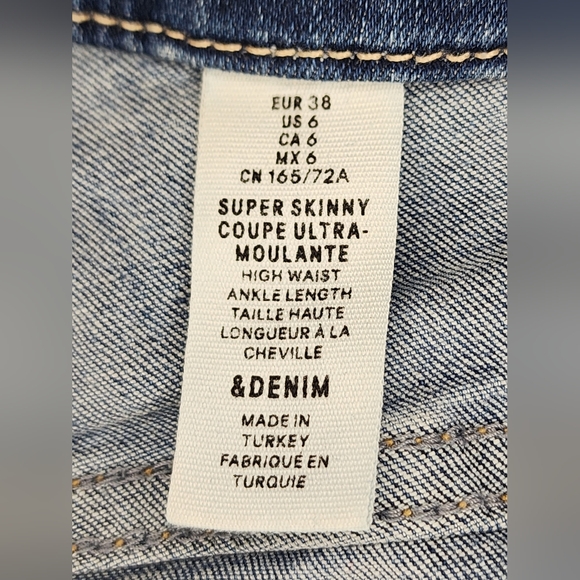 EUR 38
US 6
CA 6
MX 6
CN 165/72A
SUPER SKINNY
COUPE ULTRA-
MOULANTE
HIGH WAIST
ANKLE LENGTH
TAILLE HAUTE
LONGUEUR À LA
CHEVILLE
&DENIM
MADE IN
TURKEY
FABRIQUÉ EN
TURQUIE